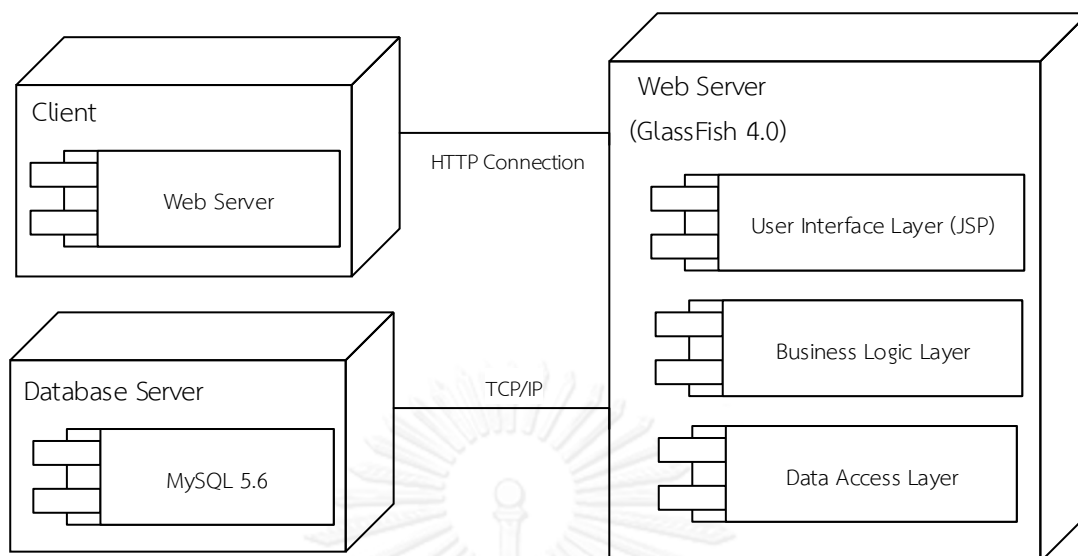 Client
Web Server
HTTP Connection
Web Server
(GlassFish 4.0)
User Interface Layer (JSP)
Business Logic Layer
Data Access Layer
Database Server
MySQL 5.6
TCP/IP